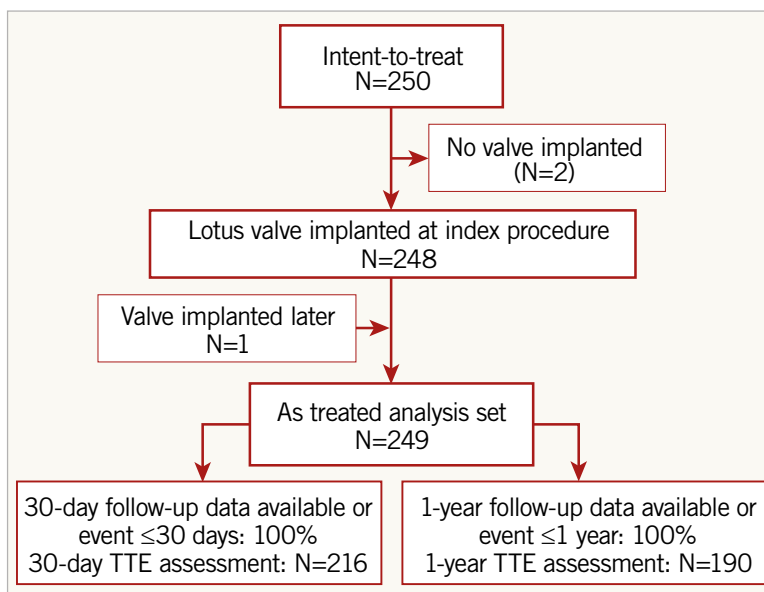 Intent-to-treat
N=250
No valve implanted
(N=2)
Lotus valve implanted at index procedure
N=248
Valve implanted later
N=1
As treated analysis set
N=249
30-day follow-up data available or
event ≤30 days: 100%
30-day TTE assessment: N=216
1-year follow-up data available or
event ≤1 year: 100%
1-year TTE assessment: N=190